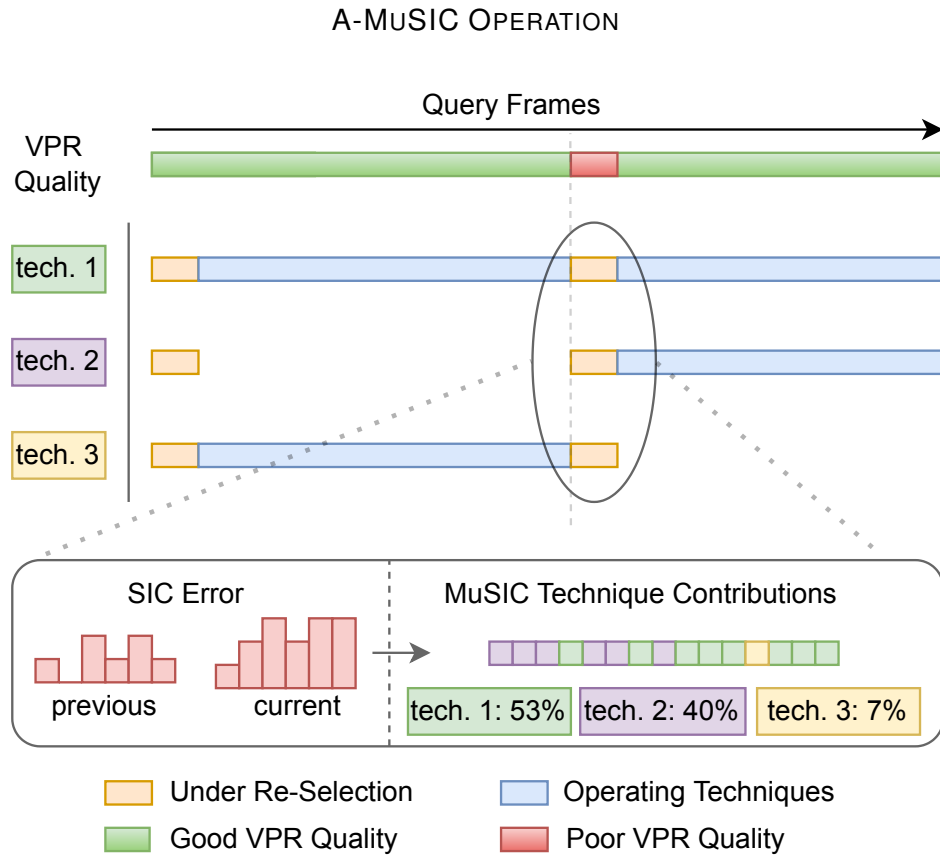 A-MUSIC OPERATION
Query Frames
VPR
Quality
tech. 1
tech. 2
tech. 3
SIC Error
MuSIC Technique Contributions
previous
current
tech. 1: 53%
tech. 2: 40%
tech. 3: 7%
Under Re-Selection
Operating Techniques
Good VPR Quality
Poor VPR Quality